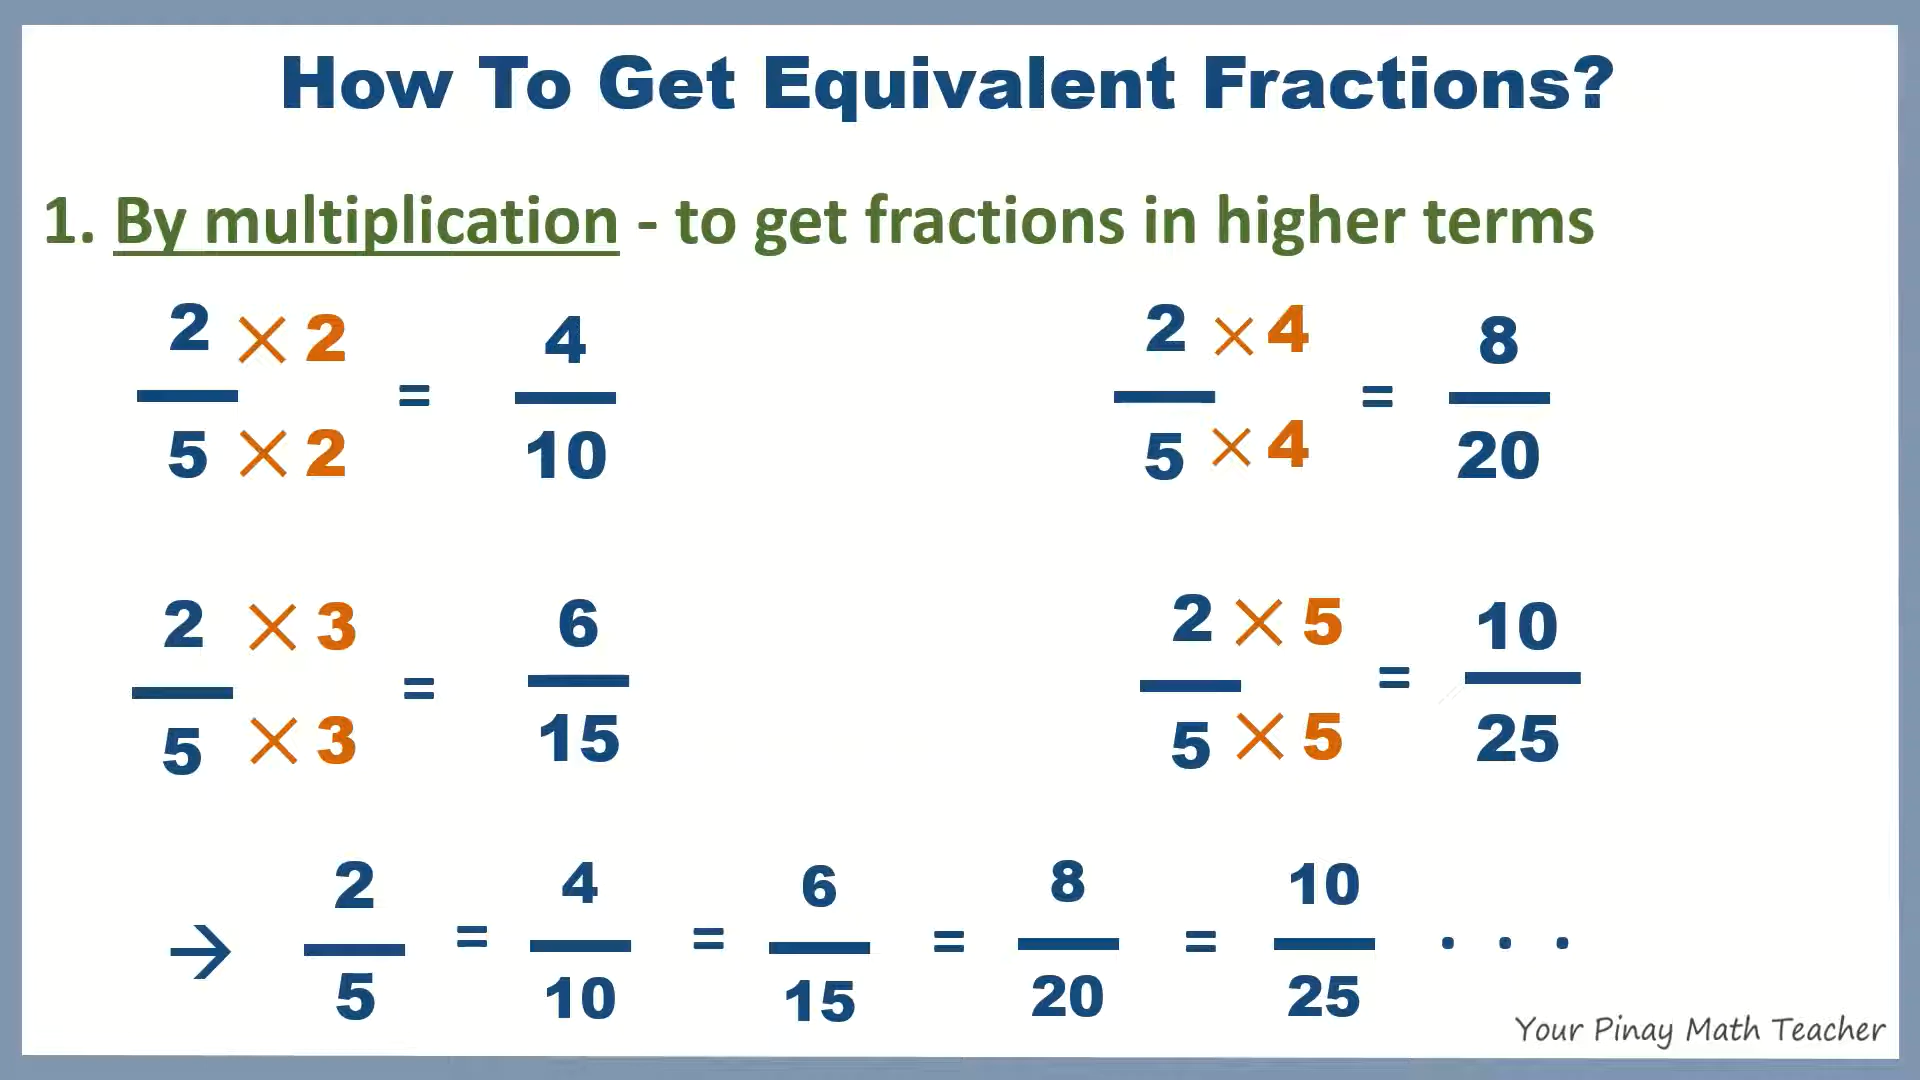 How To Get Equivalent Fractions?
1. By multiplication - to get fractions in higher terms
2 × 2 / 5 × 2 = 4 / 10
2 × 4 / 5 × 4 = 8 / 20
2 × 3 / 5 × 3 = 6 / 15
2 × 5 / 5 × 5 = 10 / 25
→ 2 / 5 = 4 / 10 = 6 / 15 = 8 / 20 = 10 / 25 . . .
Your Pinay Math Teacher